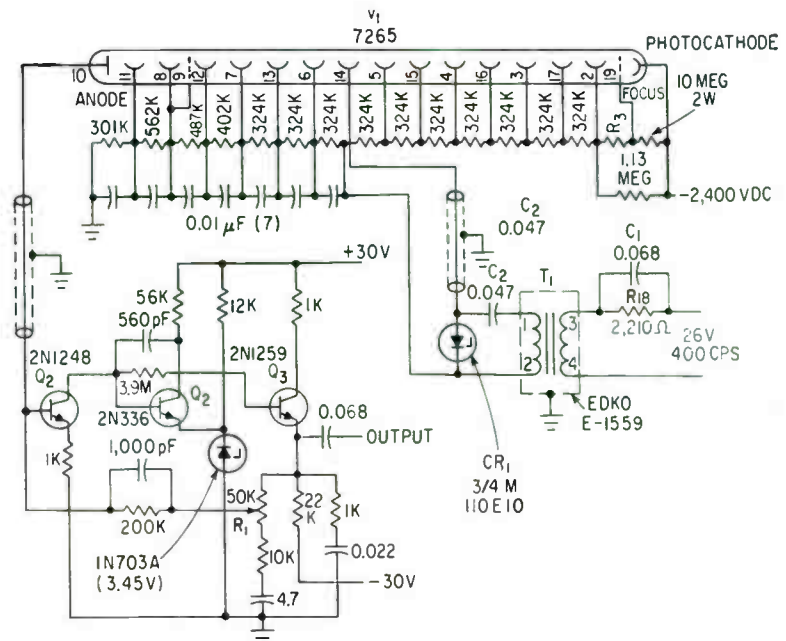 V1
7265
PHOTOCATHODE
10
11
8
9
12
7
13
6
14
5
15
4
16
3
17
2
19
ANODE
FOCUS
10 MEG
2W
301K
562K
487K
402K
324K
324K
324K
324K
324K
324K
324K
324K
324K
324K
R3
1.13
MEG
-2,400 VDC
0.01 µF (7)
C2
0.047
C1
0.068
+30V
C2
0.047
T1
R18
2,210Ω
26V
400 CPS
56K
560 pF
12K
1K
1
2
3
4
2N1248
Q2
3.9M
2N1259
Q3
2N336
Q2
0.068
OUTPUT
EDKO
E-1559
1K
1,000 pF
CR1
3/4 M
110E10
200K
50K
R1
22
K
1K
10K
0.022
1N703A
(3.45V)
-30V
4.7